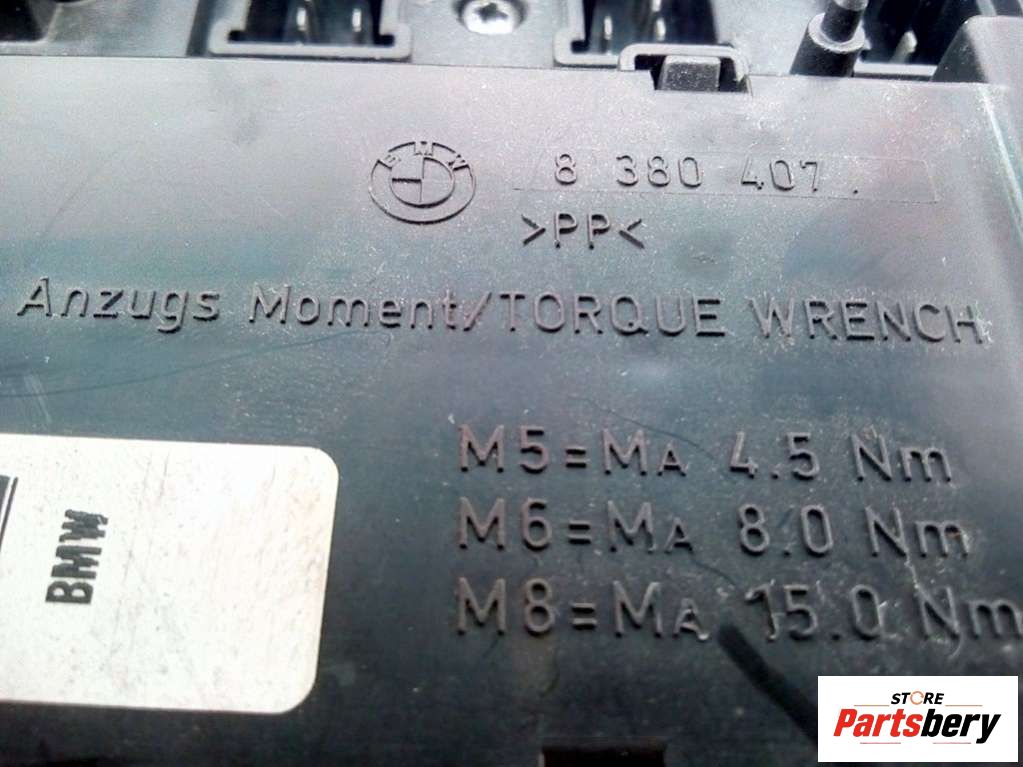 BMW 8 380 407.
>PP<
Anzugs Moment/TORQUE WRENCH
M5=MA 4.5 Nm
M6=MA 8.0 Nm
M8=MA 15.0 Nm
BMW
STORE
Partsbery